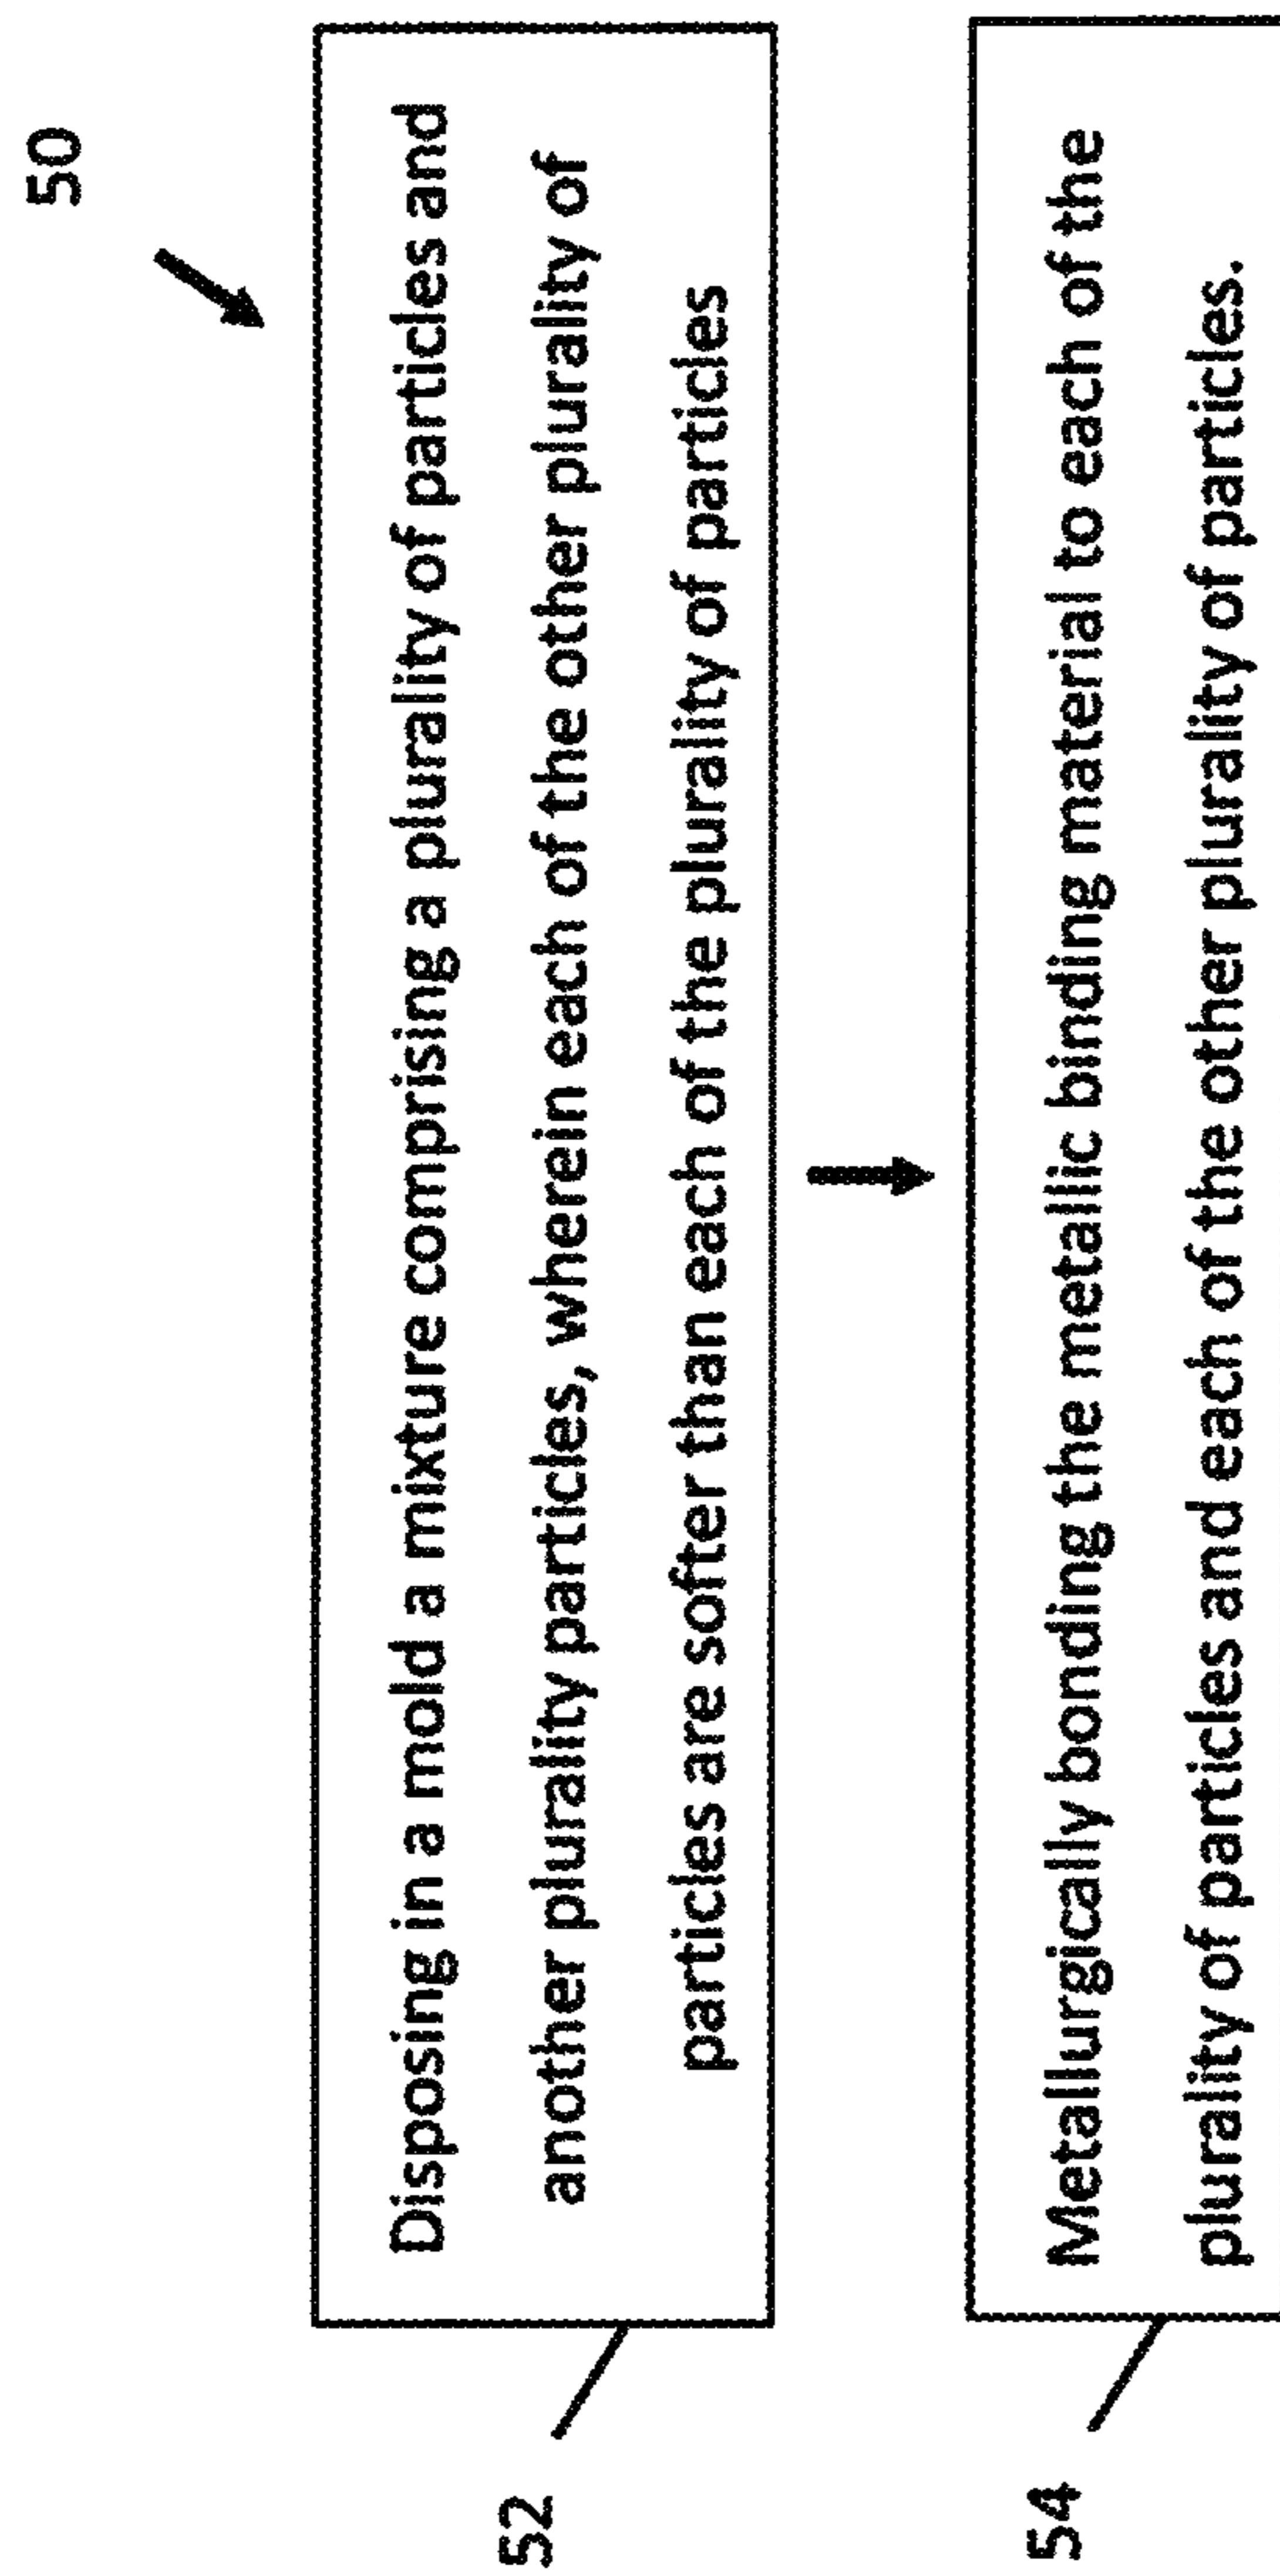 50
Disposing in a mold a mixture comprising a plurality of particles and
another plurality particles, wherein each of the other plurality of
particles are softer than each of the plurality of particles
52
Metallurgically bonding the metallic binding material to each of the
plurality of particles and each of the other plurality of particles.
54